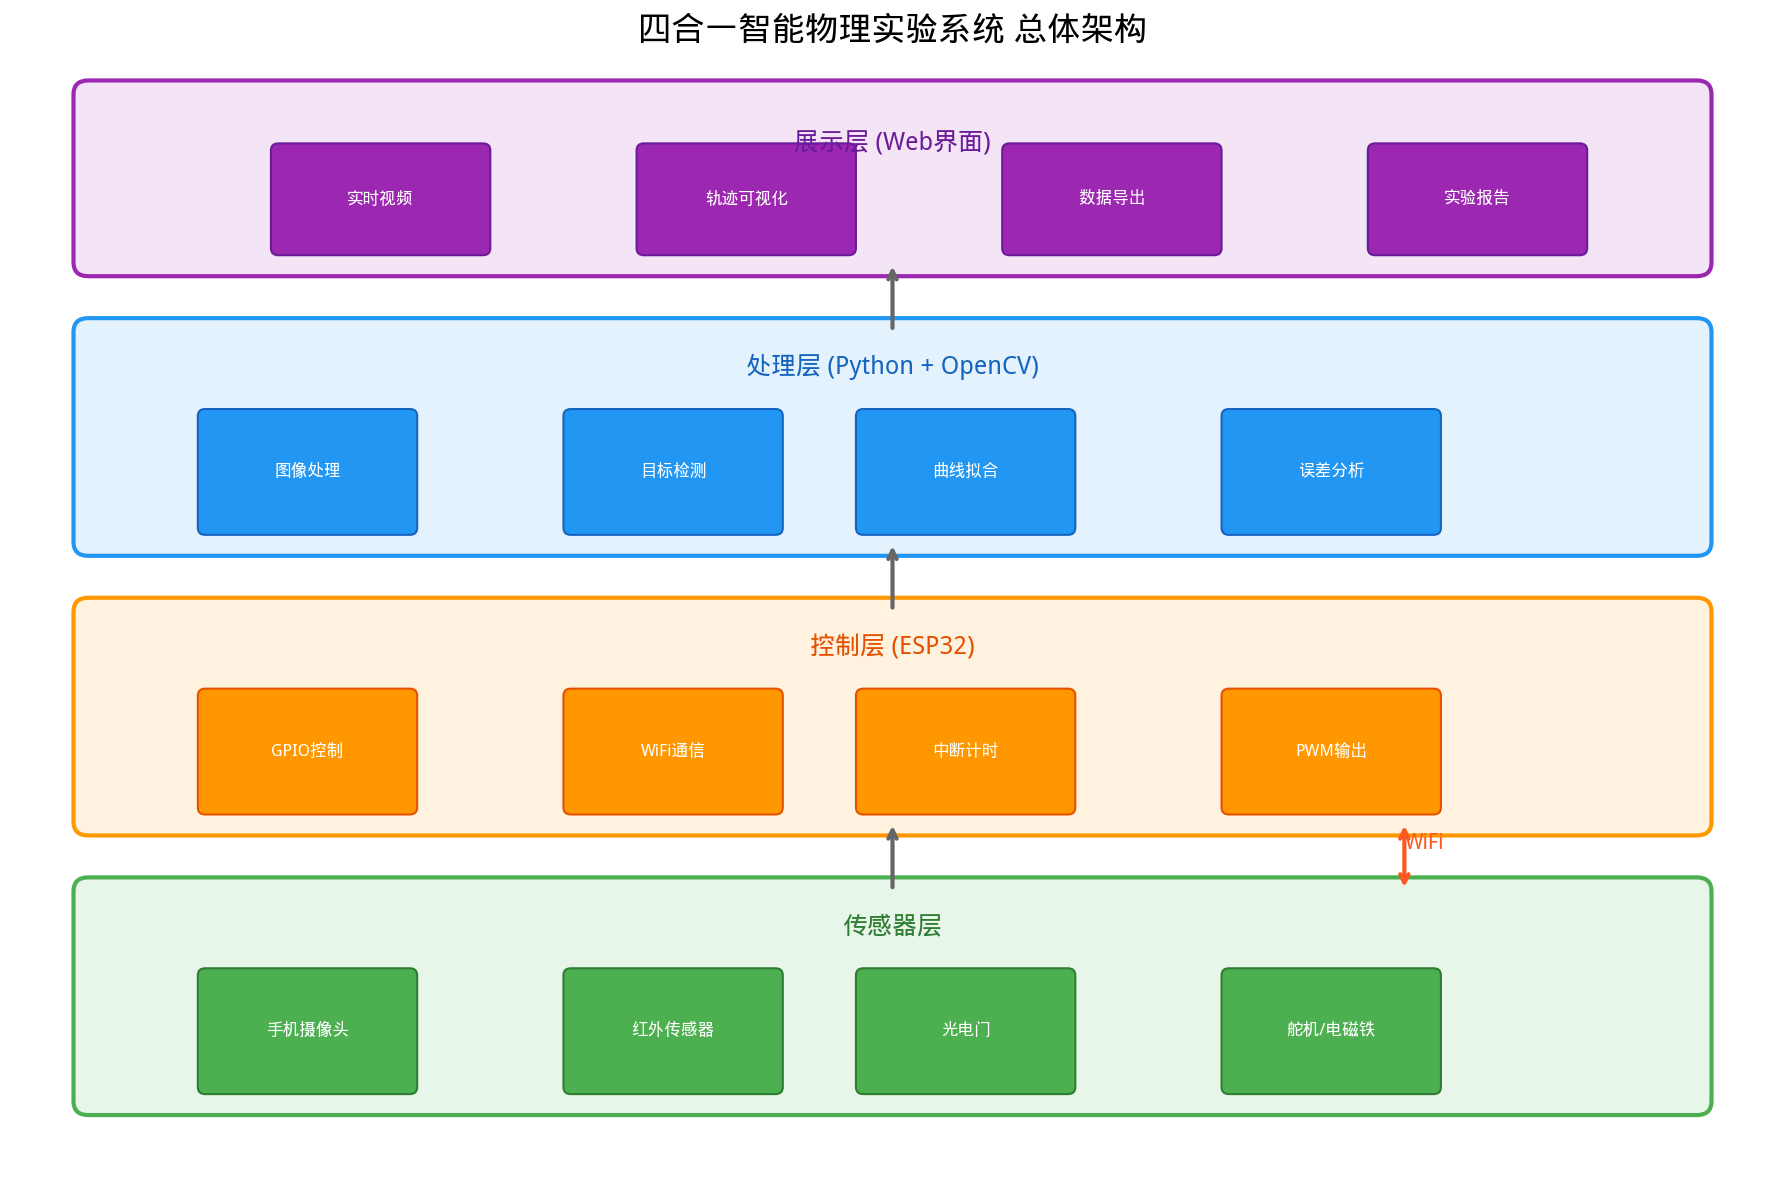 四合一智能物理实验系统 总体架构
展示层 (Web界面)
实时视频
轨迹可视化
数据导出
实验报告
处理层 (Python + OpenCV)
图像处理
目标检测
曲线拟合
误差分析
控制层 (ESP32)
GPIO控制
WiFi通信
中断计时
PWM输出
WiFi
传感器层
手机摄像头
红外传感器
光电门
舵机/电磁铁